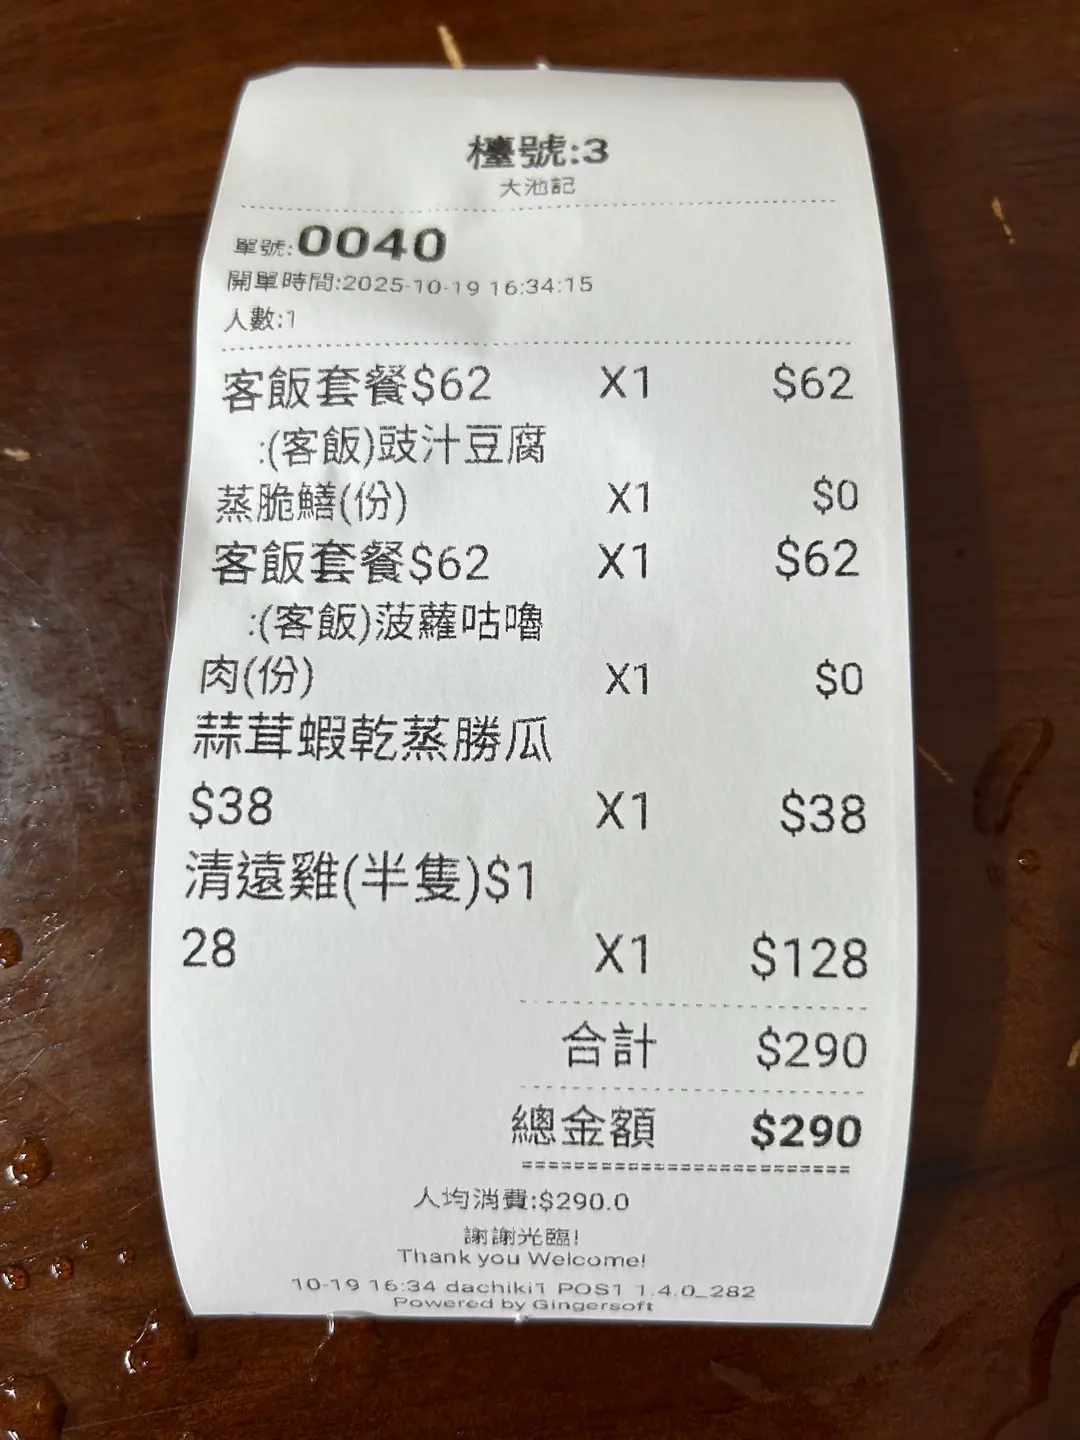 檯號:3
大池記
單號:0040
開單時間:2025-10-19 16:34:15
人數:1
客飯套餐$62 X1 $62
:(客飯)豉汁豆腐
蒸脆鱔(份) X1 $0
客飯套餐$62 X1 $62
:(客飯)菠蘿咕嚕
肉(份) X1 $0
蒜茸蝦乾蒸勝瓜
$38 X1 $38
清遠雞(半隻)$1
28 X1 $128
合計 $290
總金額 $290
人均消費:$290.0
謝謝光臨!
Thank you Welcome!
10-19 16:34 dachiki1 POS1 1.4.0_282
Powered by Gingersoft